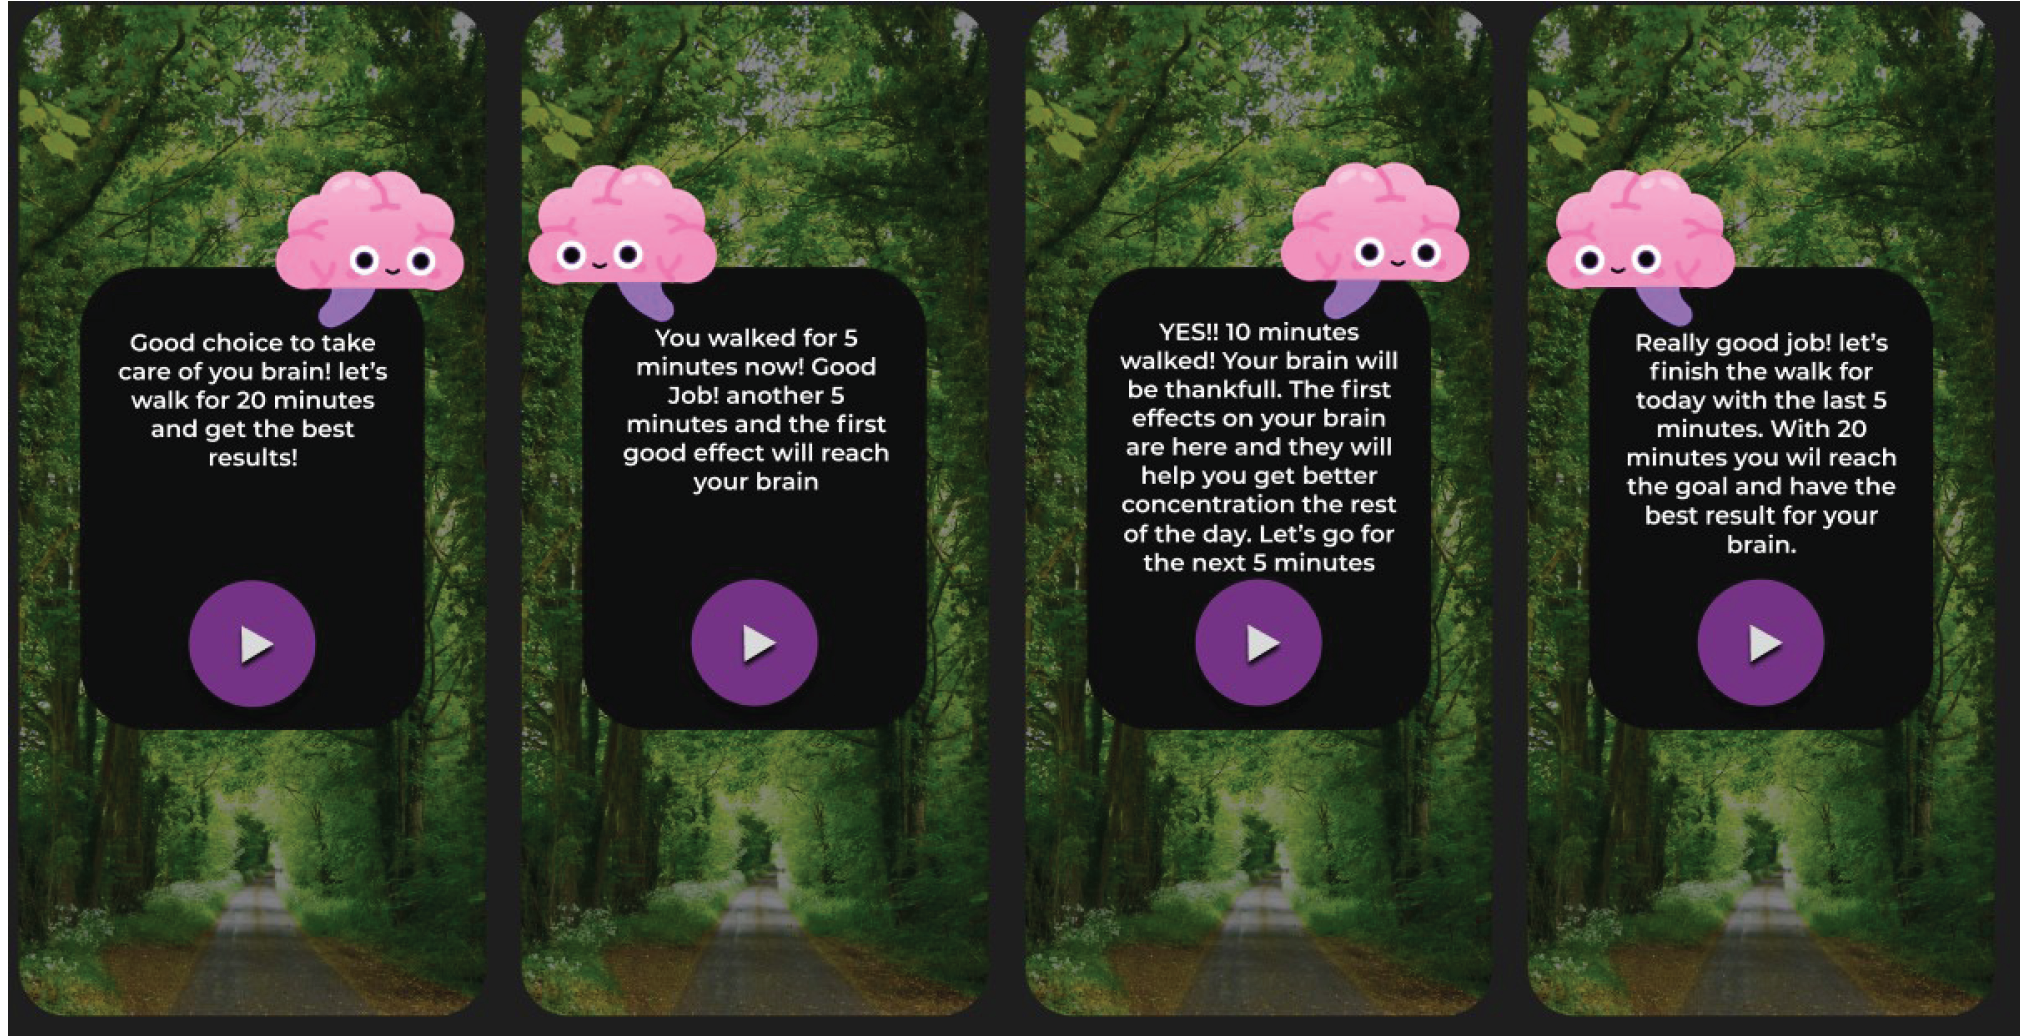 Good choice to take
care of you brain! let's
walk for 20 minutes
and get the best
results!
You walked for 5
minutes now! Good
Job! another 5
minutes and the first
good effect will reach
your brain
YES!! 10 minutes
walked! Your brain will
be thankfull. The first
effects on your brain
are here and they will
help you get better
concentration the rest
of the day. Let's go for
the next 5 minutes
Really good job! let's
finish the walk for
today with the last 5
minutes. With 20
minutes you wil reach
the goal and have the
best result for your
brain.